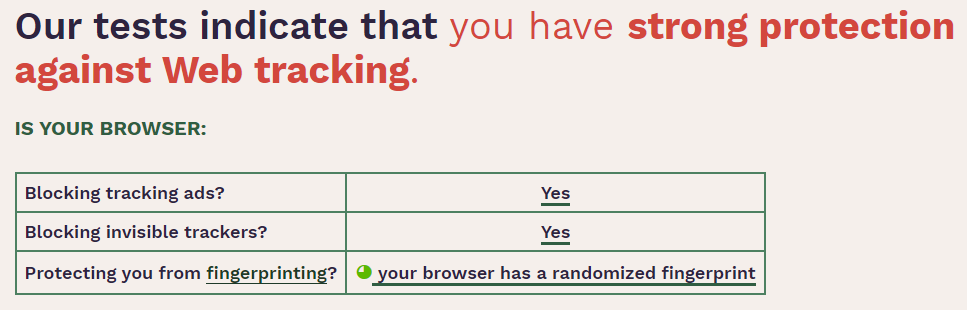 Our tests indicate that you have strong protection
against Web tracking.
IS YOUR BROWSER:
Blocking tracking ads? Yes
Blocking invisible trackers? Yes
Protecting you from fingerprinting? your browser has a randomized fingerprint